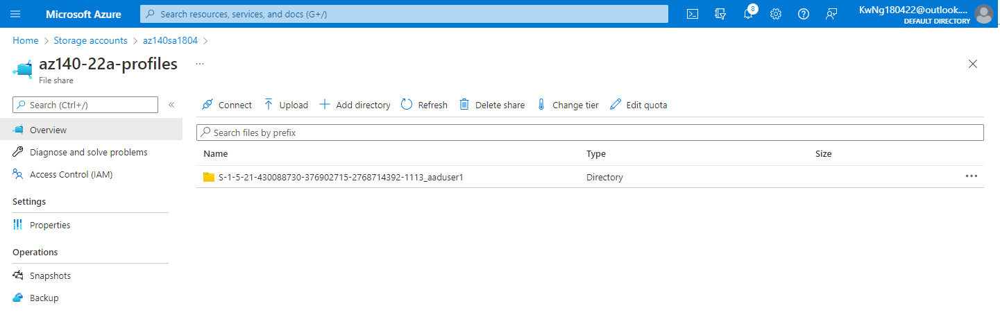 Microsoft Azure
Search resources, services, and docs (G+/)
8
KwNg180422@outlook....
DEFAULT DIRECTORY
Home > Storage accounts > az140sa1804 >
az140-22a-profiles ...
File share
Search (Ctrl+/)
Connect Upload Add directory Refresh Delete share Change tier Edit quota
Overview
Search files by prefix
Diagnose and solve problems
Name Type Size
Access Control (IAM)
S-1-5-21-430088730-376902715-2768714392-1113_aaduser1 Directory
Settings
Properties
Operations
Snapshots
Backup